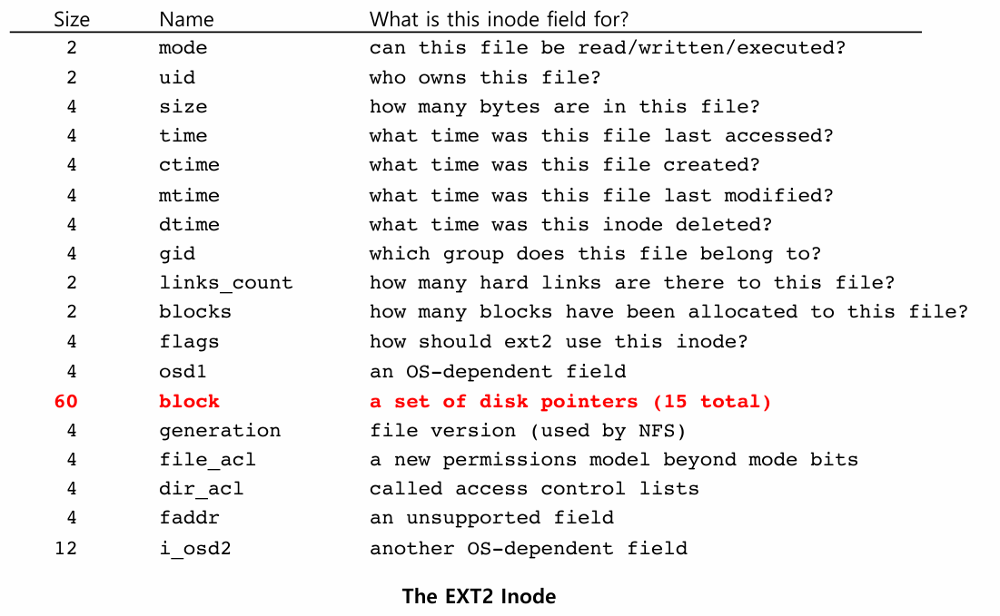 Size Name What is this inode field for?
2 mode can this file be read/written/executed?
2 uid who owns this file?
4 size how many bytes are in this file?
4 time what time was this file last accessed?
4 ctime what time was this file created?
4 mtime what time was this file last modified?
4 dtime what time was this inode deleted?
4 gid which group does this file belong to?
2 links_count how many hard links are there to this file?
2 blocks how many blocks have been allocated to this file?
4 flags how should ext2 use this inode?
4 osd1 an OS-dependent field
60 block a set of disk pointers (15 total)
4 generation file version (used by NFS)
4 file_acl a new permissions model beyond mode bits
4 dir_acl called access control lists
4 faddr an unsupported field
12 i_osd2 another OS-dependent field
The EXT2 Inode